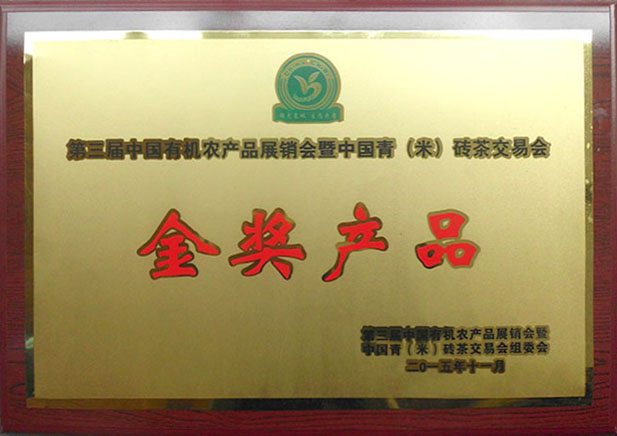 第三届中国有机农产品展销会暨中国青（米）砖茶交易会
金奖产品
第三届中国有机农产品展销会暨
中国青（米）砖茶交易会组委会
二0一五年十一月